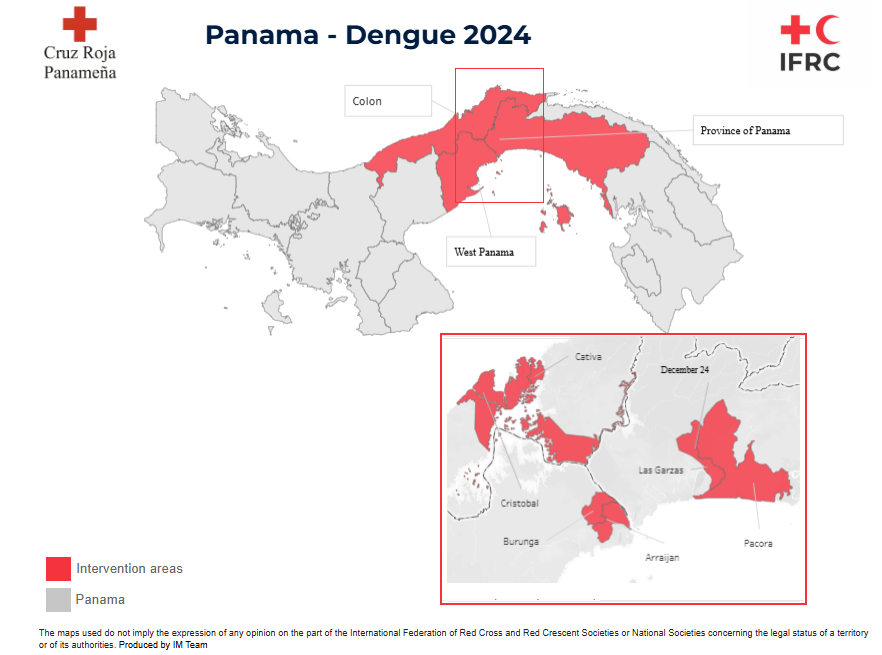 Cruz Roja
Panameña
Panama - Dengue 2024
IFRC
Colon
Province of Panama
West Panama
Cativa
December 24
Las Garzas
Cristobal
Burunga
Pacora
Arraijan
Intervention areas
Panama
The maps used do not imply the expression of any opinion on the part of the International Federation of Red Cross and Red Crescent Societies or National Societies concerning the legal status of a territory
or of its authorities. Produced by IM Team